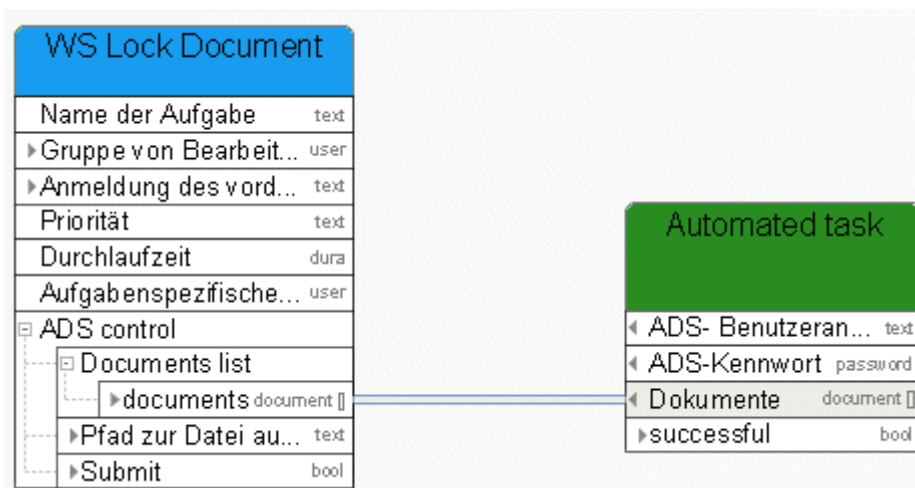 WS Lock Document
Name der Aufgabe text
Gruppe von Bearbeit... user
Anmeldung des vord... text
Priorität text
Durchlaufzeit dura
Aufgabenspezifische... user
ADS control
Documents list
documents document []
Pfad zur Datei au... text
Submit bool
Automated task
ADS- Benutzeran... text
ADS-Kennwort password
Dokumente document []
successful bool